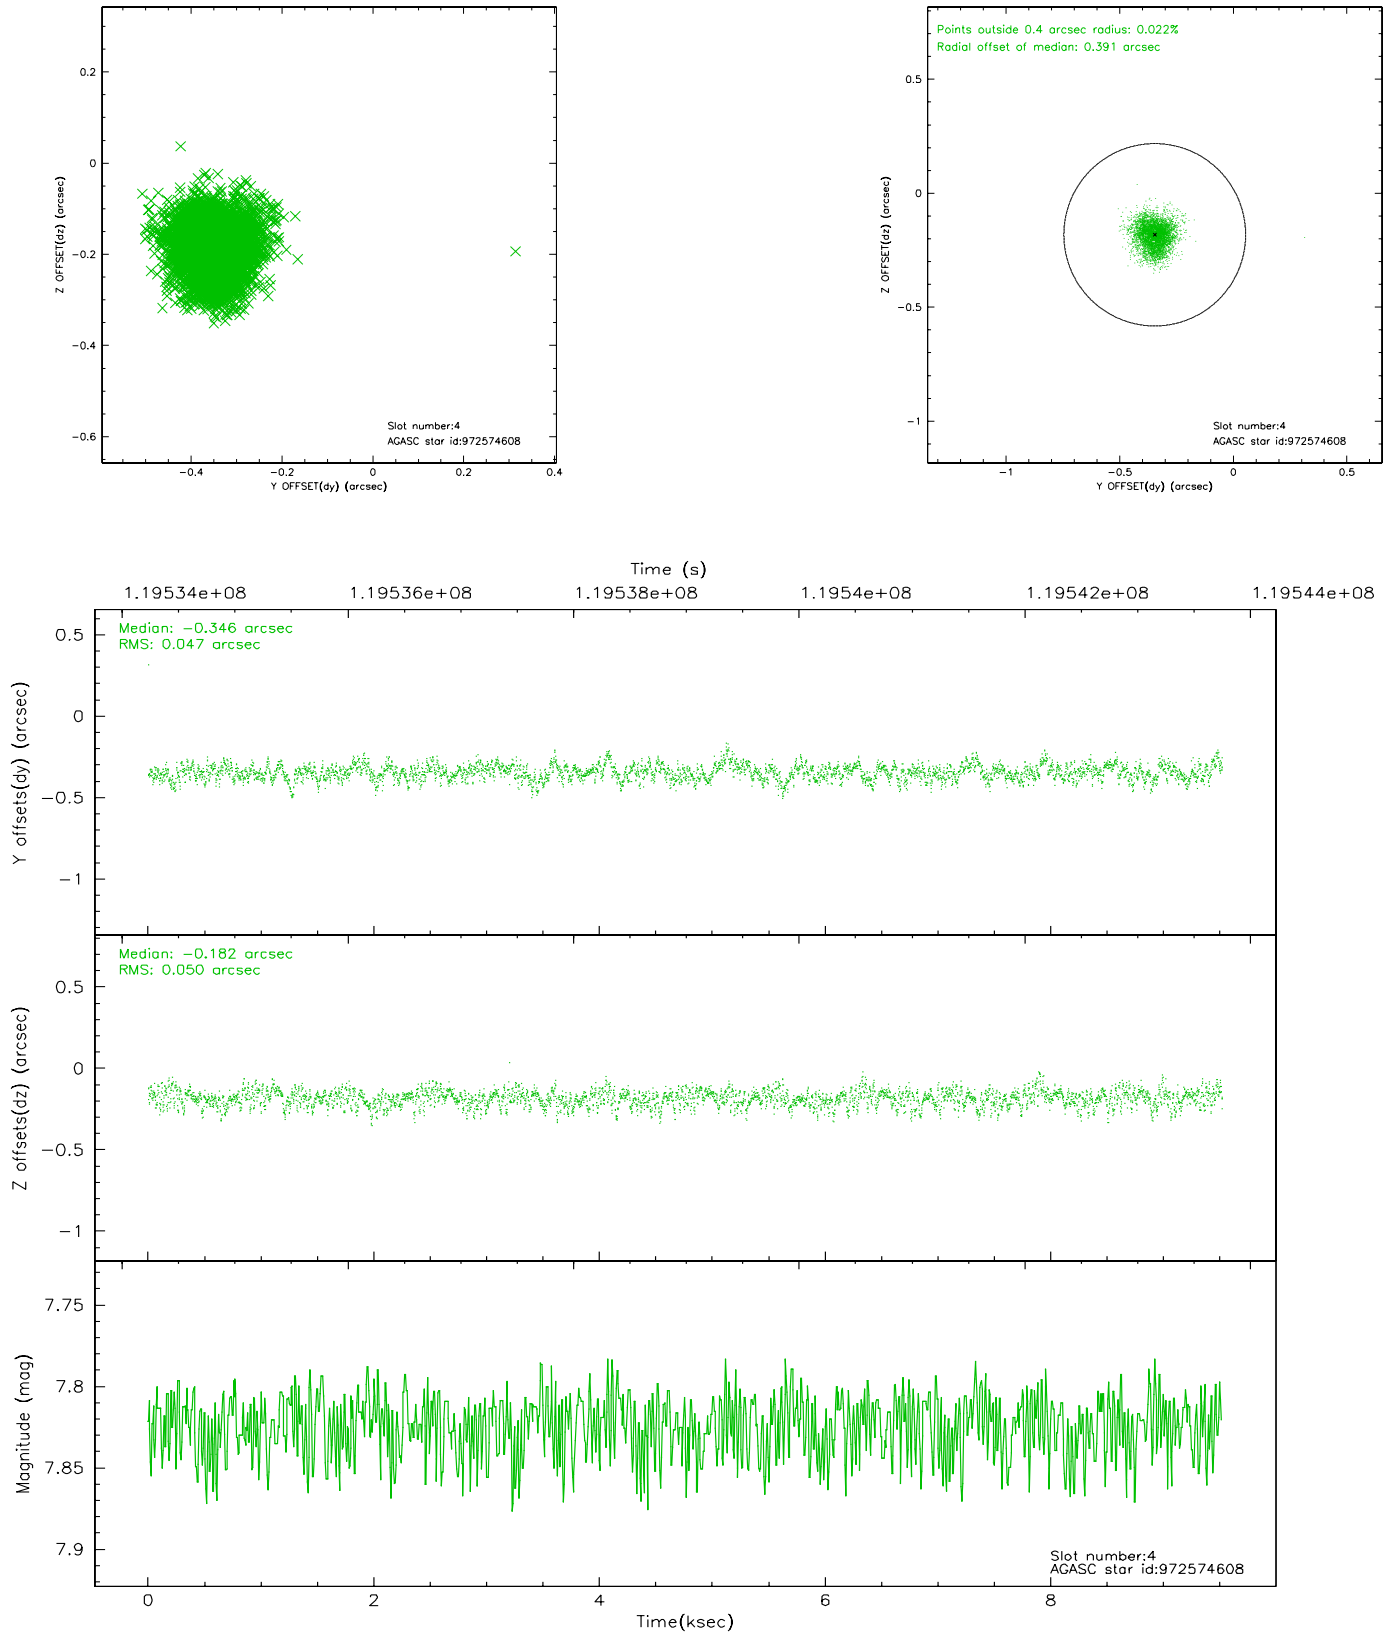 0.2
0
−0.2
−0.4
−0.6
Z OFFSET(dz) (arcsec)
Slot number:4
AGASC star id:972574608
−0.4
−0.2
0
0.2
0.4
Y OFFSET(dy) (arcsec)
Points outside 0.4 arcsec radius: 0.022%
Radial offset of median: 0.391 arcsec
0.5
0
−0.5
−1
Z OFFSET(dz) (arcsec)
Slot number:4
AGASC star id:972574608
−1
−0.5
0
0.5
Y OFFSET(dy) (arcsec)
Time (s)
1.19534e+08
1.19536e+08
1.19538e+08
1.1954e+08
1.19542e+08
1.19544e+08
Median: −0.346 arcsec
RMS: 0.047 arcsec
0.5
0
−0.5
−1
Y offsets(dy) (arcsec)
Median: −0.182 arcsec
RMS: 0.050 arcsec
0.5
0
−0.5
−1
Z offsets(dz) (arcsec)
7.75
7.8
7.85
7.9
Magnitude (mag)
Slot number:4
AGASC star id:972574608
0
2
4
6
8
Time(ksec)